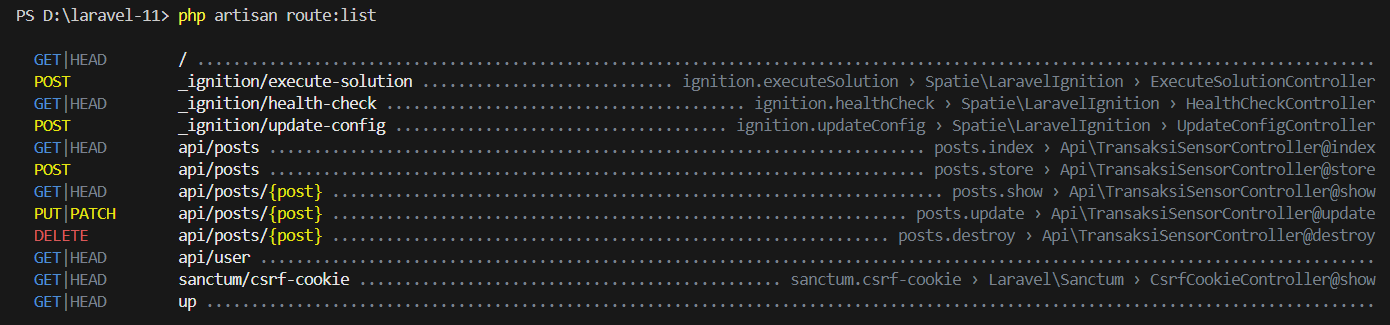 PS D:\laravel-11> php artisan route:list
GET|HEAD / ....................................................................................................................................
POST _ignition/execute-solution ............................ ignition.executeSolution › Spatie\LaravelIgnition › ExecuteSolutionController
GET|HEAD _ignition/health-check ........................................ ignition.healthCheck › Spatie\LaravelIgnition › HealthCheckController
POST _ignition/update-config ..................................... ignition.updateConfig › Spatie\LaravelIgnition › UpdateConfigController
GET|HEAD api/posts ......................................................................... posts.index › Api\TransaksiSensorController@index
POST api/posts ......................................................................... posts.store › Api\TransaksiSensorController@store
GET|HEAD api/posts/{post} .................................................................... posts.show › Api\TransaksiSensorController@show
PUT|PATCH api/posts/{post} ................................................................ posts.update › Api\TransaksiSensorController@update
DELETE api/posts/{post} .............................................................. posts.destroy › Api\TransaksiSensorController@destroy
GET|HEAD api/user .............................................................................................................................
GET|HEAD sanctum/csrf-cookie ............................................... sanctum.csrf-cookie › Laravel\Sanctum › CsrfCookieController@show
GET|HEAD up ...................................................................................................................................